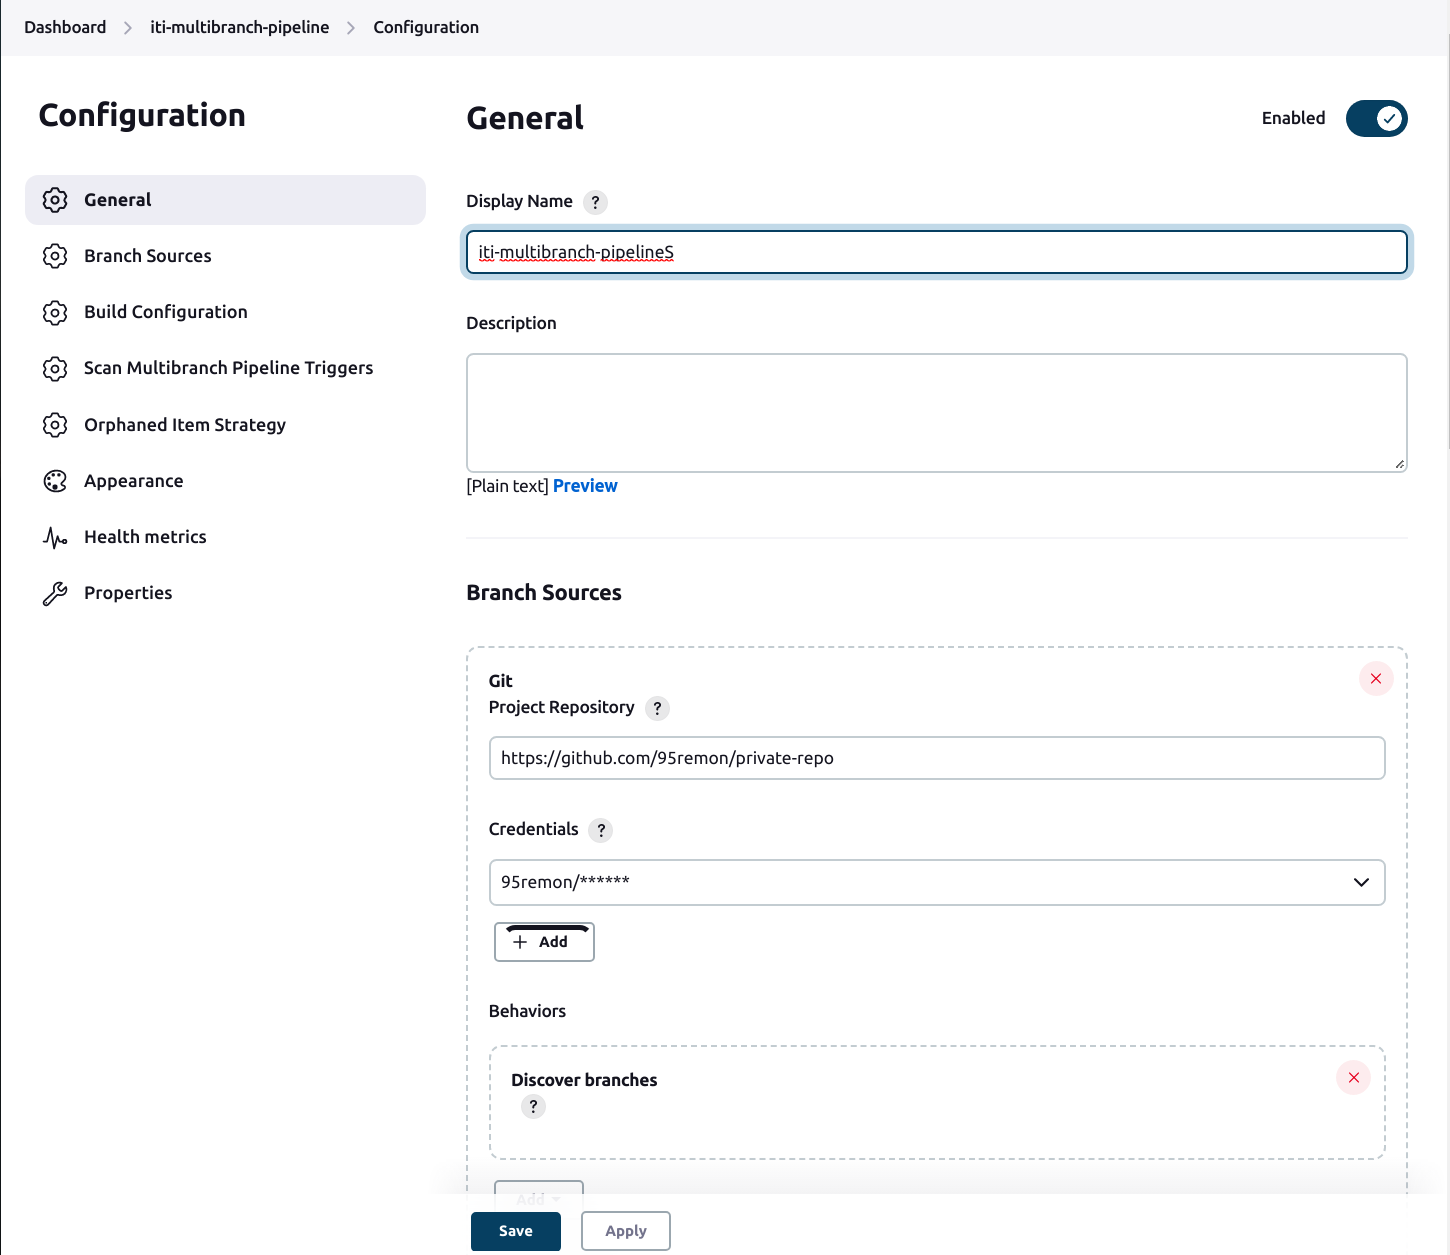 Dashboard > iti-multibranch-pipeline > Configuration
Configuration
General
Branch Sources
Build Configuration
Scan Multibranch Pipeline Triggers
Orphaned Item Strategy
Appearance
Health metrics
Properties
General
Enabled
Display Name ?
iti-multibranch-pipelineS
Description
[Plain text] Preview
Branch Sources
Git
Project Repository ?
https://github.com/95remon/private-repo
Credentials ?
95remon/******
+ Add
Behaviors
Discover branches
?
Add
Save
Apply